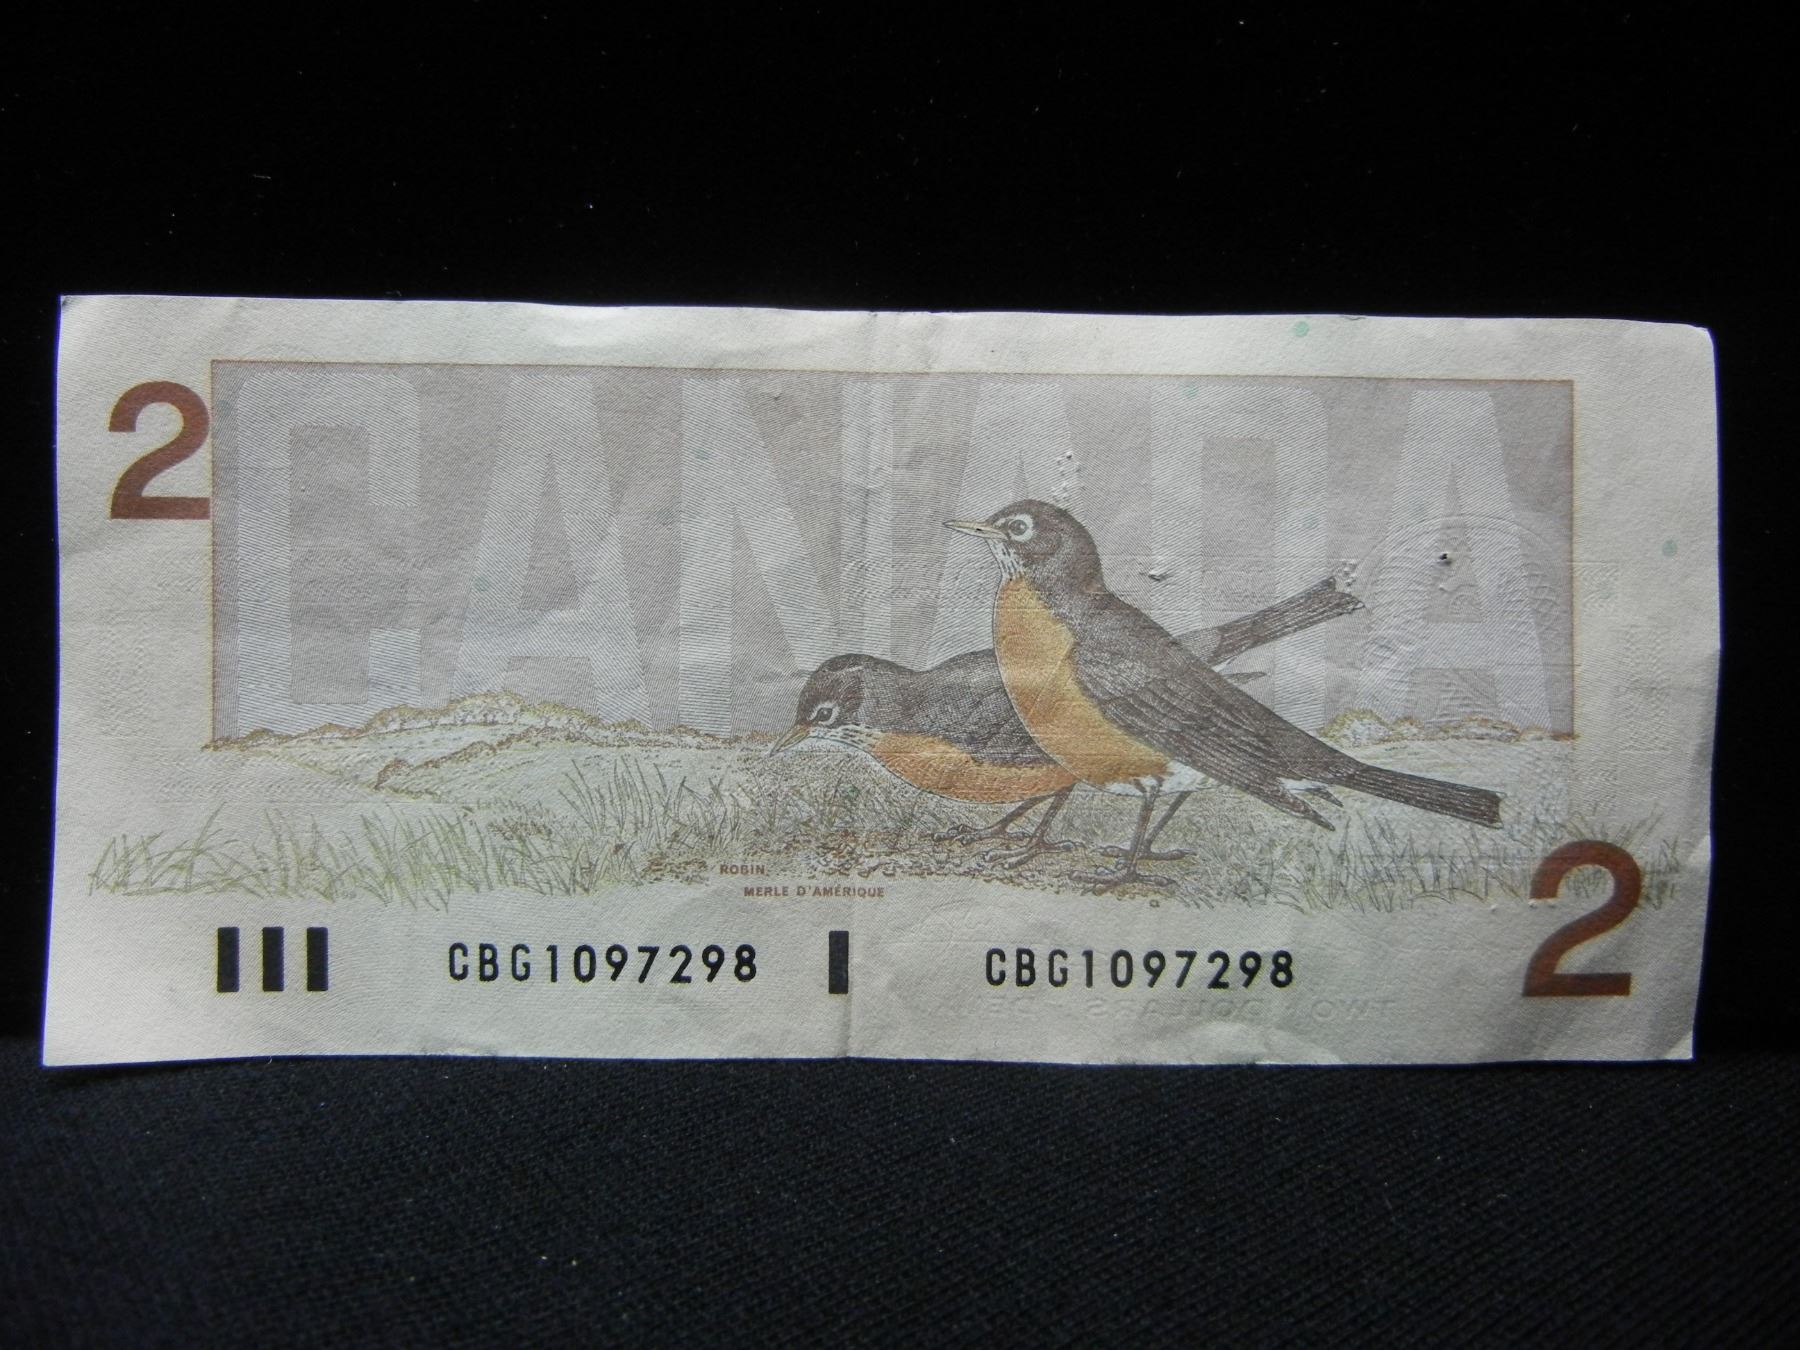 2
CANADA
ROBIN
MERLE D'AMÉRIQUE
2
CBG1097298 CBG1097298